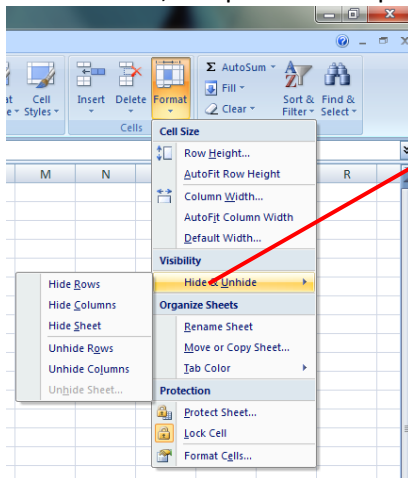 Σ AutoSum
Fill
Clear
Cell
Styles
Insert
Delete
Format
Sort &
Filter
Find &
Select
Cells
Cell Size
Row Height...
AutoFit Row Height
Column Width...
AutoFit Column Width
Default Width...
Visibility
Hide & Unhide
Organize Sheets
Rename Sheet
Move or Copy Sheet...
Tab Color
Protection
Protect Sheet...
Lock Cell
Format Cells...
M N R
Hide Rows
Hide Columns
Hide Sheet
Unhide Rows
Unhide Columns
Unhide Sheet...